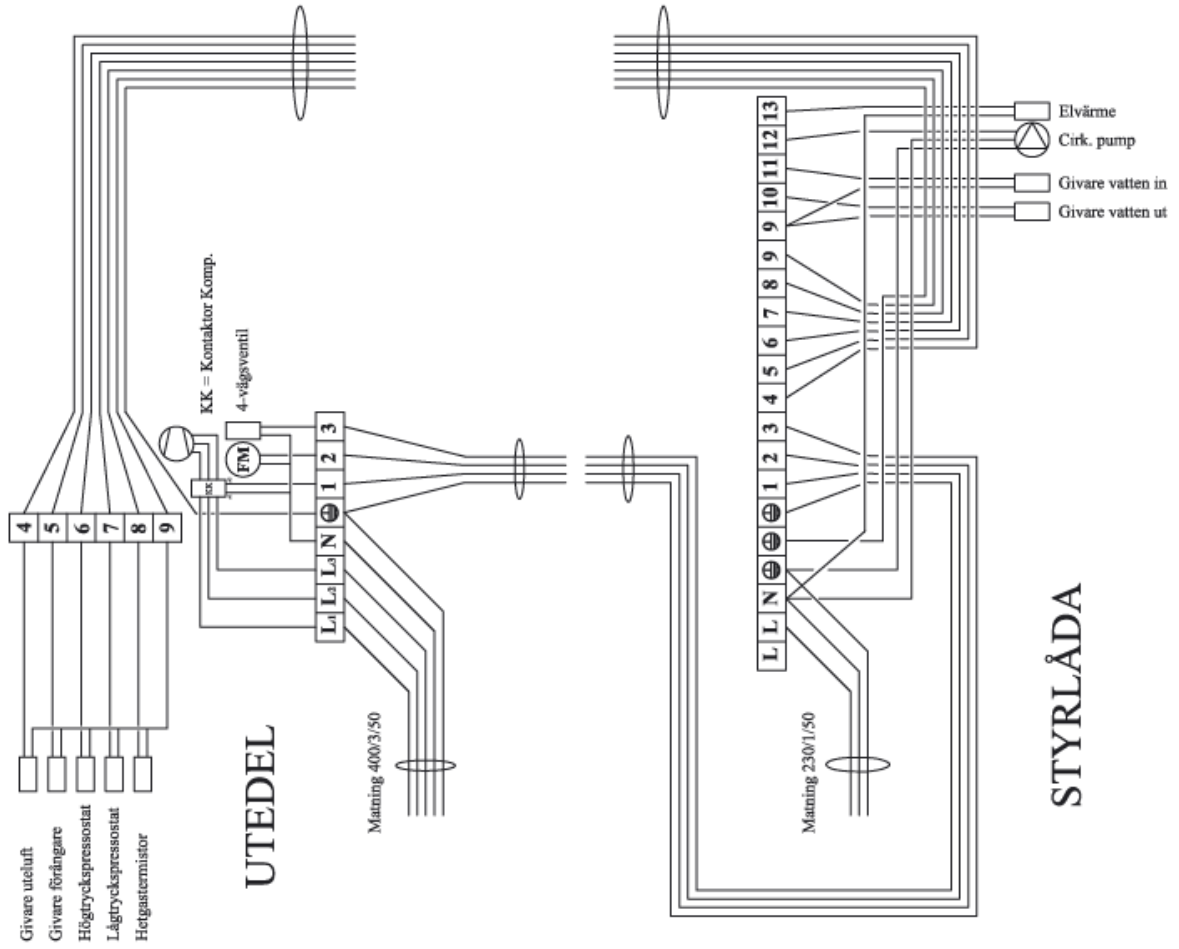 Elvärme
Cirk. pump
Givare vatten in
Givare vatten ut
13
12
11
10
9
9
8
7
6
5
4
3
2
1
N
L
L
STYRLÅDA
Matning 230/1/50
KK = Kontaktor Komp.
4-vägsventil
FM
KK
3
2
1
N
L3
L2
L1
Matning 400/3/50
UTEDEL
4
5
6
7
8
9
Givare uteluft
Givare förångare
Högtryckspressostat
Lågtryckspressostat
Hetgastermistor